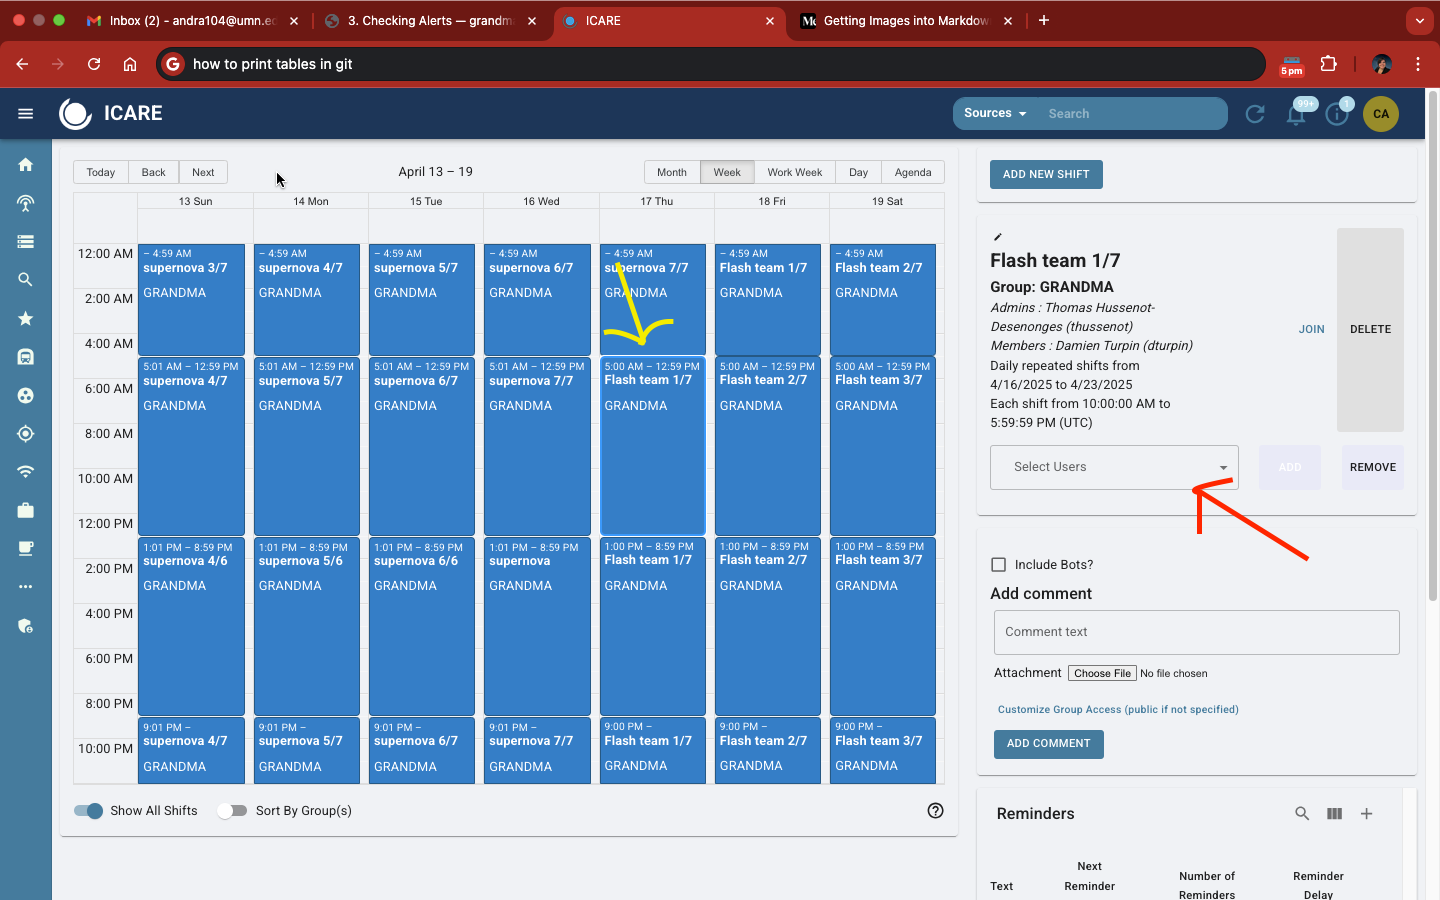 Inbox (2) - andra104@umn.e
3. Checking Alerts — grandm
ICARE
Getting Images into Markdow
how to print tables in git
5 pm
ICARE
Sources
Search
99+
1
CA
Today
Back
Next
April 13 – 19
Month
Week
Work Week
Day
Agenda
13 Sun
14 Mon
15 Tue
16 Wed
17 Thu
18 Fri
19 Sat
12:00 AM
2:00 AM
4:00 AM
6:00 AM
8:00 AM
10:00 AM
12:00 PM
2:00 PM
4:00 PM
6:00 PM
8:00 PM
10:00 PM
– 4:59 AM
supernova 3/7
GRANDMA
5:01 AM – 12:59 PM
supernova 4/7
GRANDMA
1:01 PM – 8:59 PM
supernova 4/6
GRANDMA
9:01 PM –
supernova 4/7
GRANDMA
– 4:59 AM
supernova 4/7
GRANDMA
5:01 AM – 12:59 PM
supernova 5/7
GRANDMA
1:01 PM – 8:59 PM
supernova 5/6
GRANDMA
9:01 PM –
supernova 5/7
GRANDMA
– 4:59 AM
supernova 5/7
GRANDMA
5:01 AM – 12:59 PM
supernova 6/7
GRANDMA
1:01 PM – 8:59 PM
supernova 6/6
GRANDMA
9:01 PM –
supernova 6/7
GRANDMA
– 4:59 AM
supernova 6/7
GRANDMA
5:01 AM – 12:59 PM
supernova 7/7
GRANDMA
1:01 PM – 8:59 PM
supernova
GRANDMA
9:01 PM –
supernova 7/7
GRANDMA
– 4:59 AM
supernova 7/7
GRANDMA
5:00 AM – 12:59 PM
Flash team 1/7
GRANDMA
1:00 PM – 8:59 PM
Flash team 1/7
GRANDMA
9:00 PM –
Flash team 1/7
GRANDMA
– 4:59 AM
Flash team 1/7
GRANDMA
5:00 AM – 12:59 PM
Flash team 2/7
GRANDMA
1:00 PM – 8:59 PM
Flash team 2/7
GRANDMA
9:00 PM –
Flash team 2/7
GRANDMA
– 4:59 AM
Flash team 2/7
GRANDMA
5:00 AM – 12:59 PM
Flash team 3/7
GRANDMA
1:00 PM – 8:59 PM
Flash team 3/7
GRANDMA
9:00 PM –
Flash team 3/7
GRANDMA
Show All Shifts
Sort By Group(s)
ADD NEW SHIFT
Flash team 1/7
Group: GRANDMA
Admins : Thomas Hussenot-
Desenonges (thussenot)
Members : Damien Turpin (dturpin)
Daily repeated shifts from
4/16/2025 to 4/23/2025
Each shift from 10:00:00 AM to
5:59:59 PM (UTC)
JOIN
DELETE
Select Users
ADD
REMOVE
Include Bots?
Add comment
Comment text
Attachment
Choose File
No file chosen
Customize Group Access (public if not specified)
ADD COMMENT
Reminders
Text
Next
Reminder
Number of
Reminders
Reminder
Delay